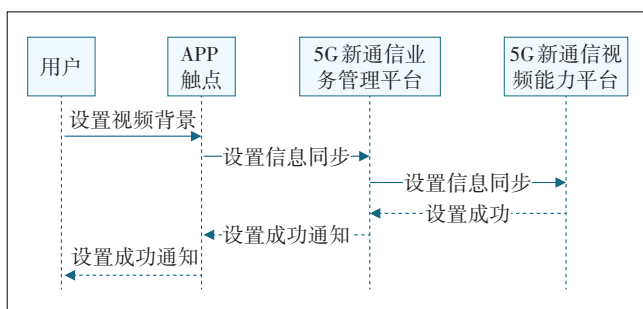 用户
APP
触点
5G新通信业
务管理平台
5G新通信视
频能力平台
设置视频背景
设置信息同步
设置信息同步
设置成功
设置成功通知
设置成功通知